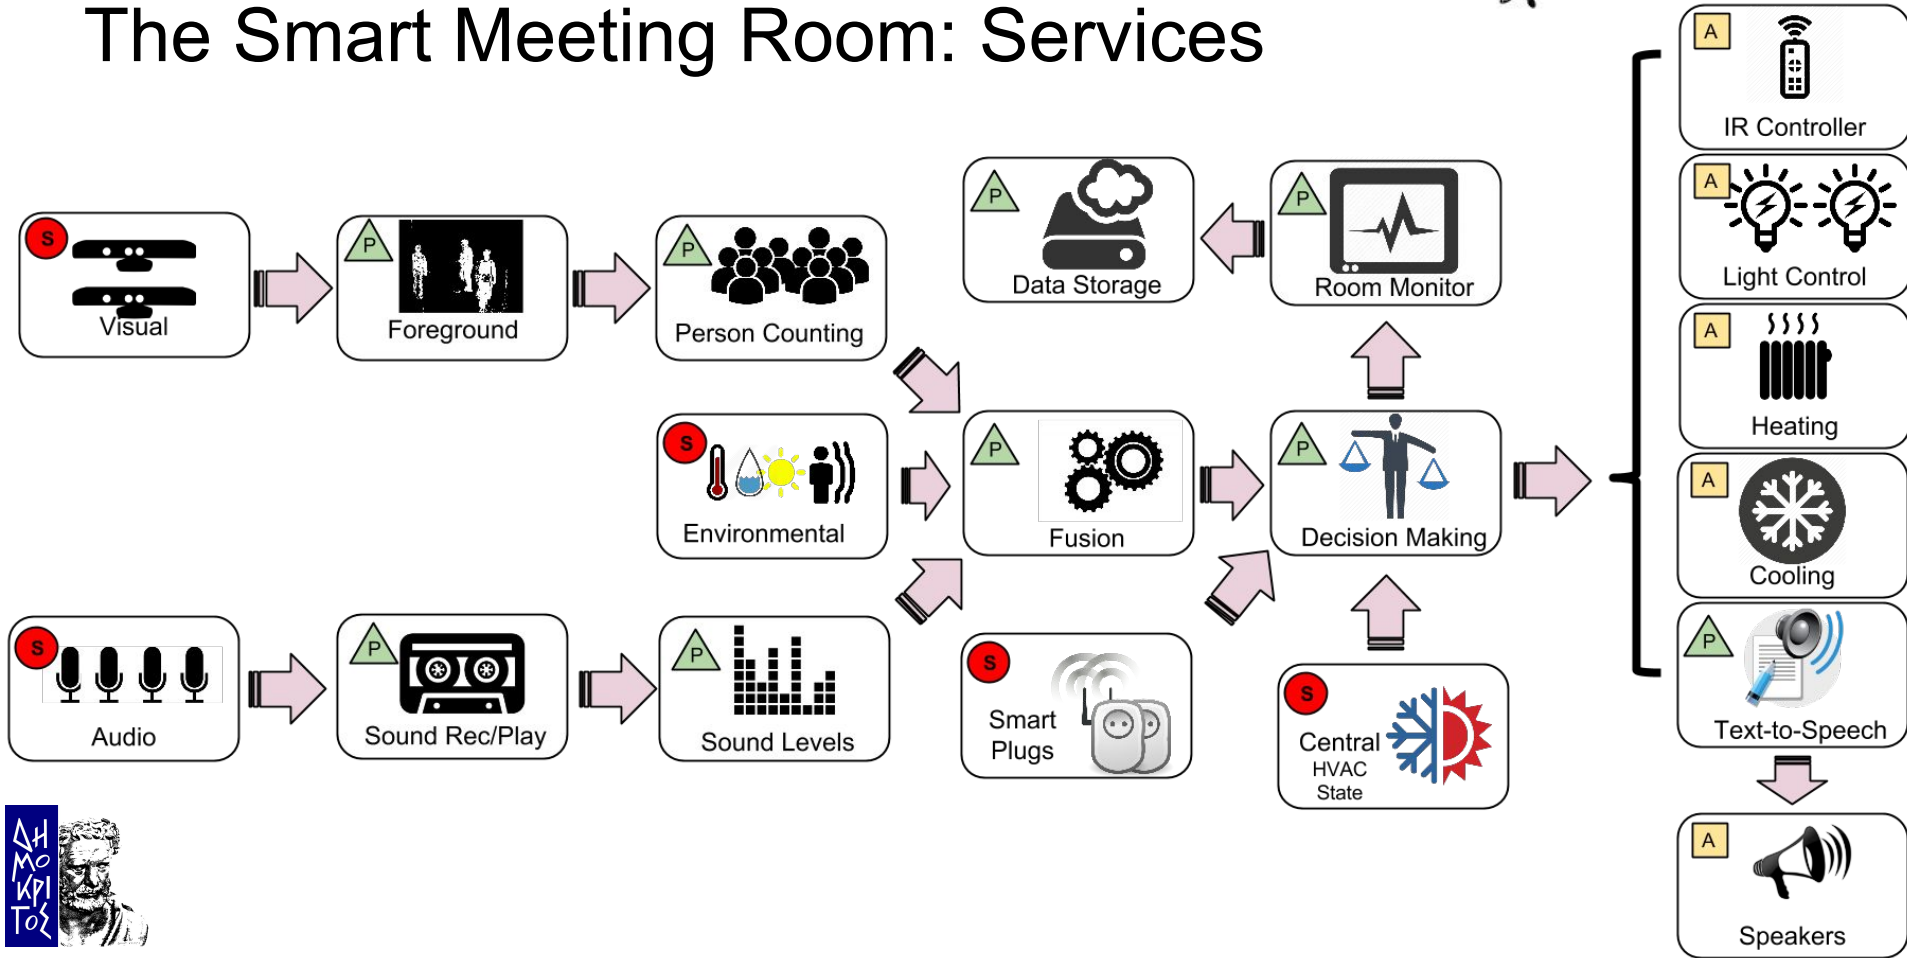 The Smart Meeting Room: Services
A
IR Controller
A
Light Control
A
Heating
A
Cooling
P
Text-to-Speech
A
Speakers
S
Visual
P
Foreground
P
Person Counting
P
Data Storage
P
Room Monitor
S
Environmental
P
Fusion
P
Decision Making
S
Audio
P
Sound Rec/Play
P
Sound Levels
S
Smart
Plugs
S
Central
HVAC
State
ΔΗ
ΜΟ
ΚΡΙ
ΤΟΣ